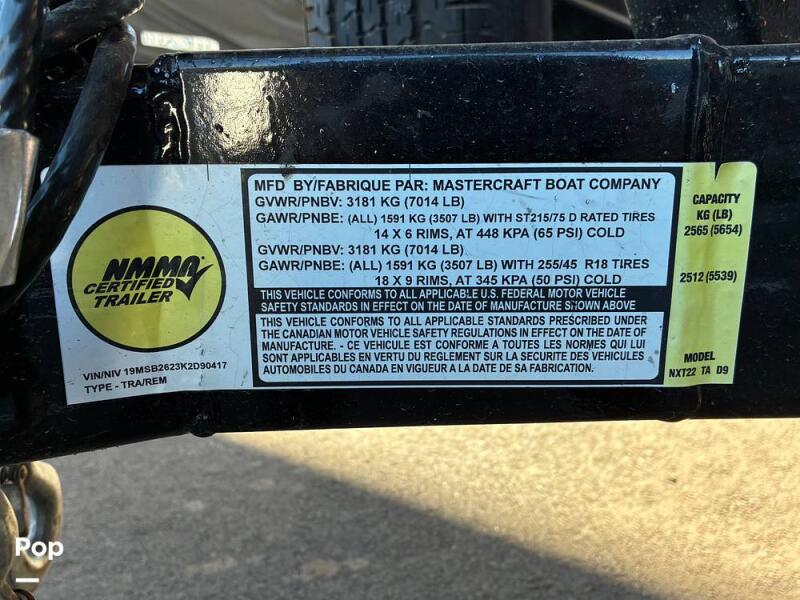 NMMA
CERTIFIED
TRAILER
VIN/NIV 19MSB2623K2D90417
TYPE - TRA/REM
MFD BY/FABRIQUE PAR: MASTERCRAFT BOAT COMPANY
GVWR/PNBV: 3181 KG (7014 LB)
GAWR/PNBE: (ALL) 1591 KG (3507 LB) WITH ST215/75 D RATED TIRES
14 X 6 RIMS, AT 448 KPA (65 PSI) COLD
GVWR/PNBV: 3181 KG (7014 LB)
GAWR/PNBE: (ALL) 1591 KG (3507 LB) WITH 255/45 R18 TIRES
18 X 9 RIMS, AT 345 KPA (50 PSI) COLD
THIS VEHICLE CONFORMS TO ALL APPLICABLE U.S. FEDERAL MOTOR VEHICLE
SAFETY STANDARDS IN EFFECT ON THE DATE OF MANUFACTURE SHOWN ABOVE
THIS VEHICLE CONFORMS TO ALL APPLICABLE STANDARDS PRESCRIBED UNDER
THE CANADIAN MOTOR VEHICLE SAFETY REGULATIONS IN EFFECT ON THE DATE OF
MANUFACTURE. - CE VEHICULE EST CONFORME A TOUTES LES NORMES QUI LUI
SONT APPLICABLES EN VERTU DU REGLEMENT SUR LA SECURITE DES VEHICULES
AUTOMOBILES DU CANADA EN VIGUEUR A LA DATE DE SA FABRICATION.
CAPACITY
KG (LB)
2565 (5654)
2512 (5539)
MODEL
NXT22 TA D9
Pop